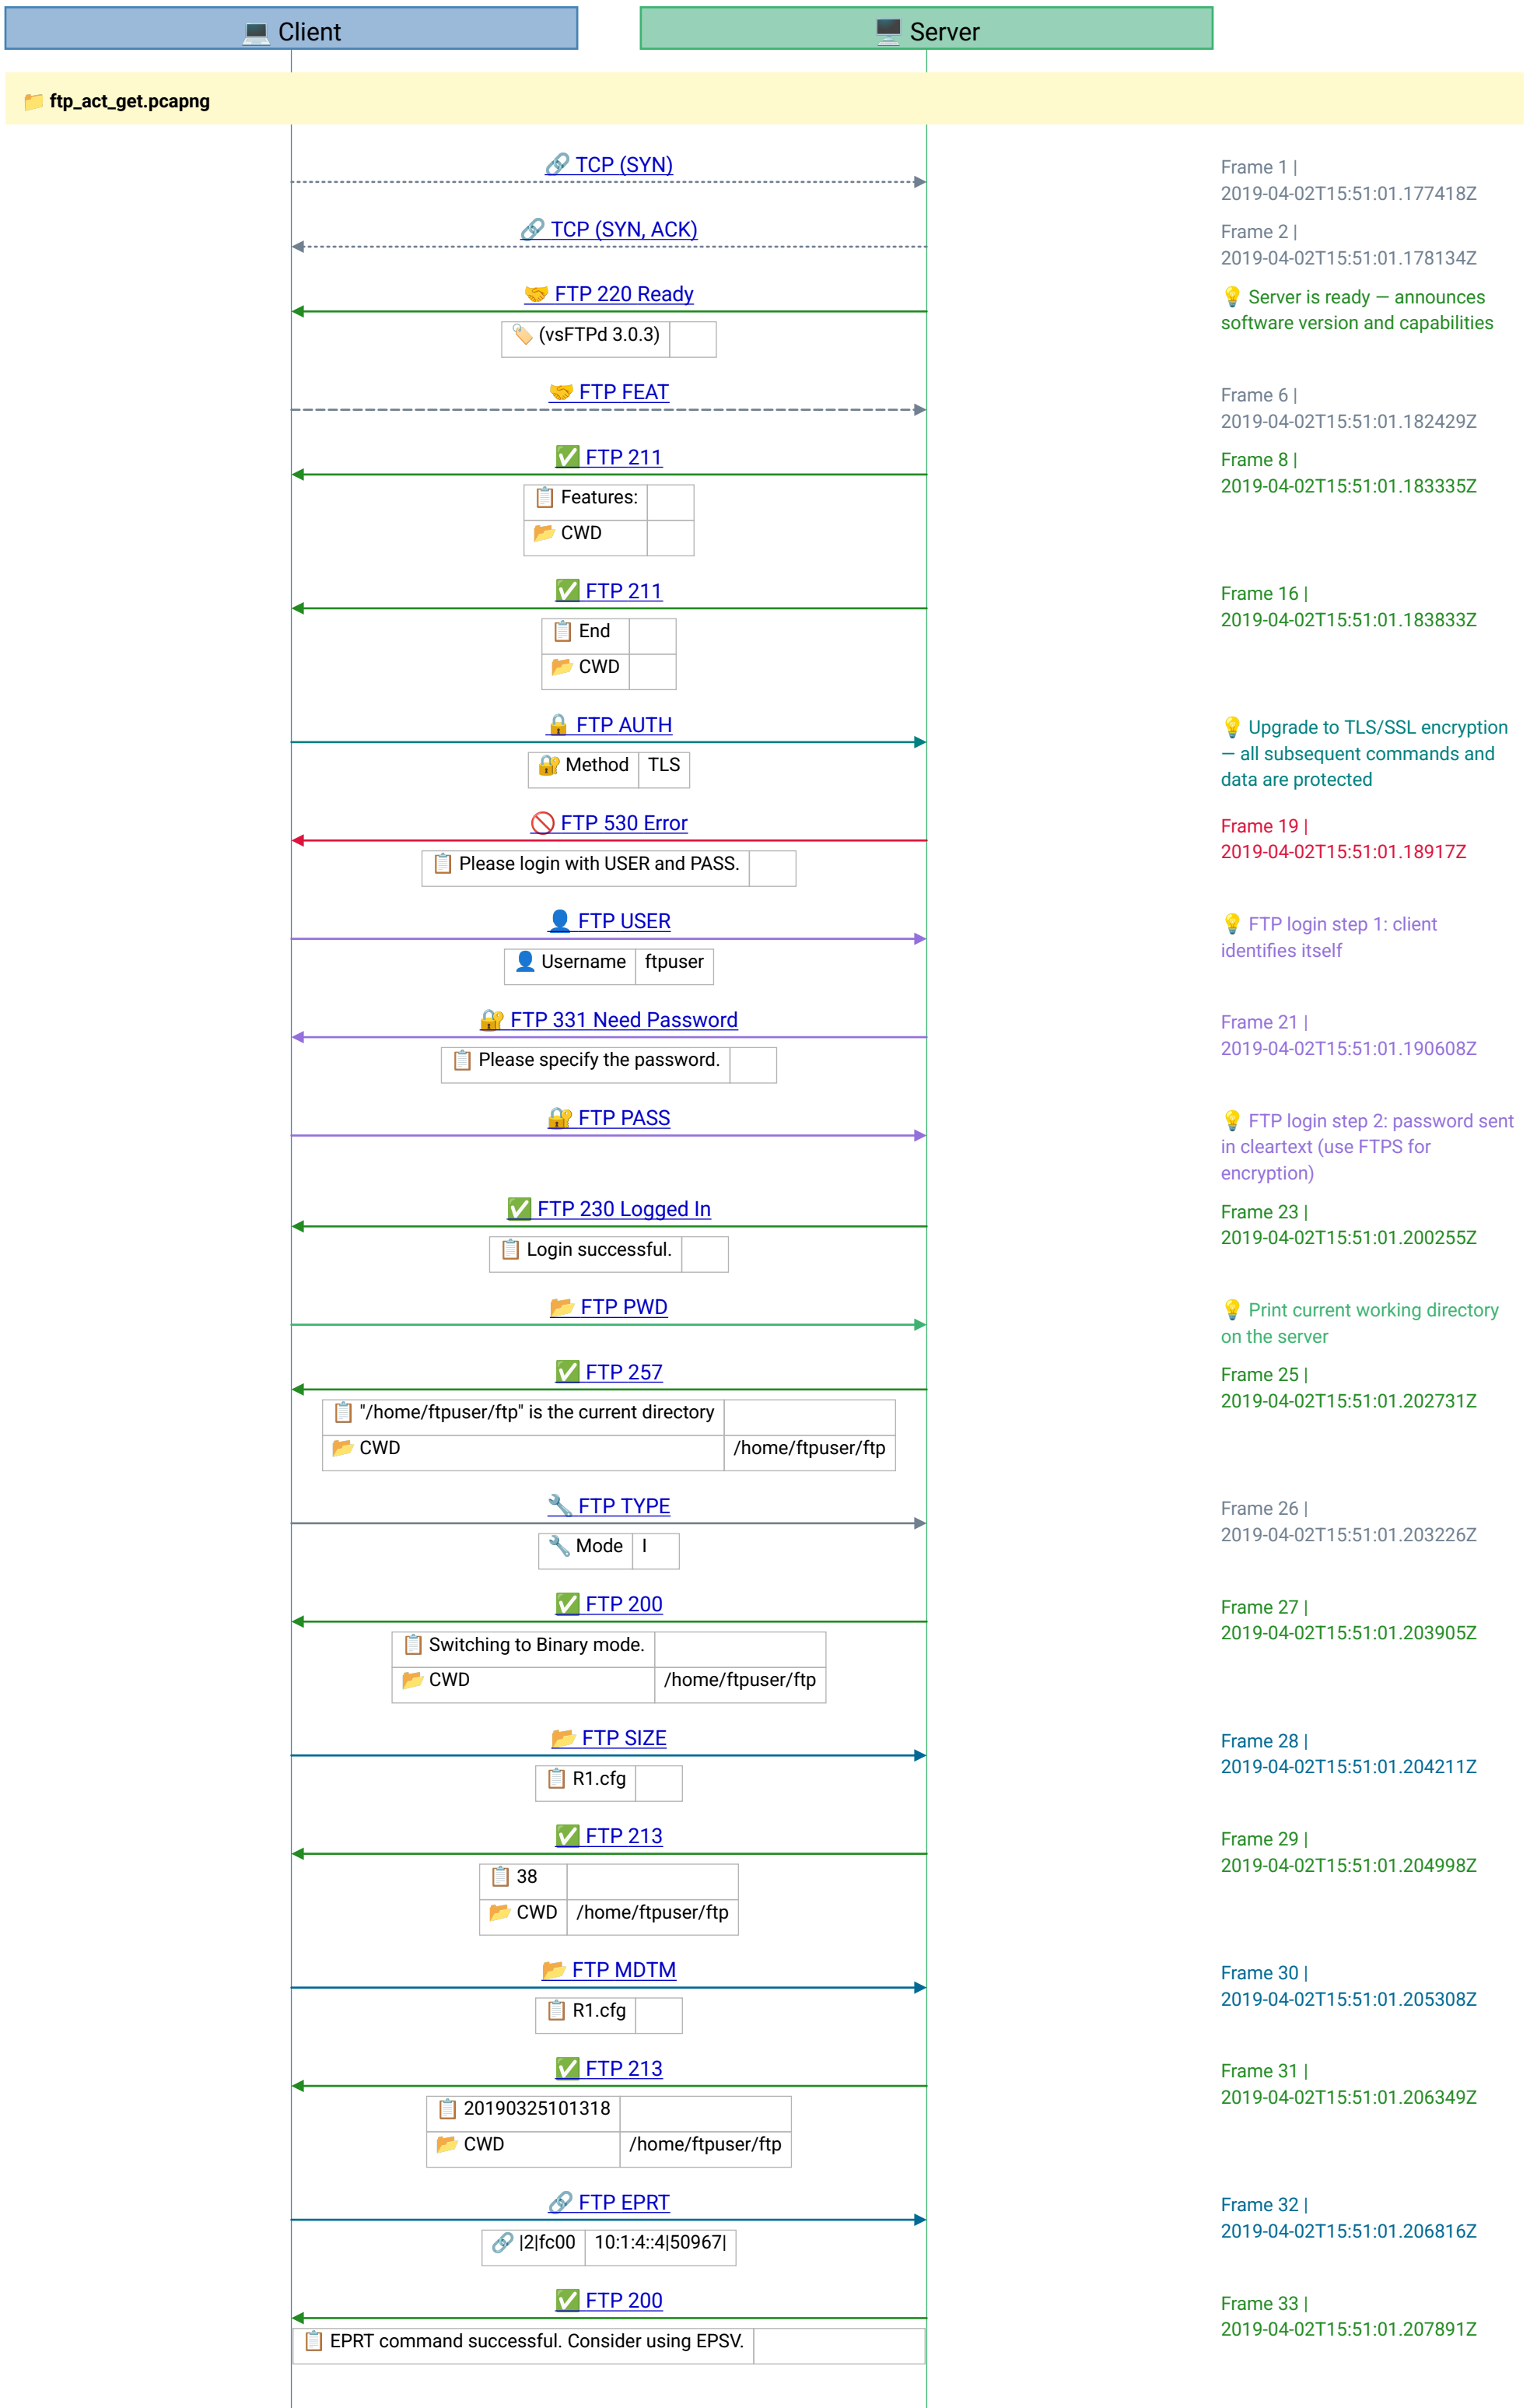 💻 Client
🖥️ Server
📁 ftp_act_get.pcapng
🔗 TCP (SYN)
Frame 1 |
2019-04-02T15:51:01.177418Z
🔗 TCP (SYN, ACK)
Frame 2 |
2019-04-02T15:51:01.178134Z
🤝 FTP 220 Ready
💡 Server is ready — announces
software version and capabilities
🏷️ (vsFTPd 3.0.3)
🤝 FTP FEAT
Frame 6 |
2019-04-02T15:51:01.182429Z
✅ FTP 211
Frame 8 |
2019-04-02T15:51:01.183335Z
📋 Features:
📂 CWD
✅ FTP 211
Frame 16 |
2019-04-02T15:51:01.183833Z
📋 End
📂 CWD
🔒 FTP AUTH
💡 Upgrade to TLS/SSL encryption
— all subsequent commands and
data are protected
🔐 Method TLS
🚫 FTP 530 Error
Frame 19 |
2019-04-02T15:51:01.18917Z
📋 Please login with USER and PASS.
👤 FTP USER
💡 FTP login step 1: client
identifies itself
👤 Username ftpuser
🔐 FTP 331 Need Password
Frame 21 |
2019-04-02T15:51:01.190608Z
📋 Please specify the password.
🔐 FTP PASS
💡 FTP login step 2: password sent
in cleartext (use FTPS for
encryption)
✅ FTP 230 Logged In
Frame 23 |
2019-04-02T15:51:01.200255Z
📋 Login successful.
📂 FTP PWD
💡 Print current working directory
on the server
✅ FTP 257
Frame 25 |
2019-04-02T15:51:01.202731Z
📋 "/home/ftpuser/ftp" is the current directory
📂 CWD /home/ftpuser/ftp
🔧 FTP TYPE
Frame 26 |
2019-04-02T15:51:01.203226Z
🔧 Mode I
✅ FTP 200
Frame 27 |
2019-04-02T15:51:01.203905Z
📋 Switching to Binary mode.
📂 CWD /home/ftpuser/ftp
📂 FTP SIZE
Frame 28 |
2019-04-02T15:51:01.204211Z
📋 R1.cfg
✅ FTP 213
Frame 29 |
2019-04-02T15:51:01.204998Z
📋 38
📂 CWD /home/ftpuser/ftp
📂 FTP MDTM
Frame 30 |
2019-04-02T15:51:01.205308Z
📋 R1.cfg
✅ FTP 213
Frame 31 |
2019-04-02T15:51:01.206349Z
📋 20190325101318
📂 CWD /home/ftpuser/ftp
🔗 FTP EPRT
Frame 32 |
2019-04-02T15:51:01.206816Z
🔗 |2|fc00 10:1:4::4|50967|
✅ FTP 200
Frame 33 |
2019-04-02T15:51:01.207891Z
📋 EPRT command successful. Consider using EPSV.